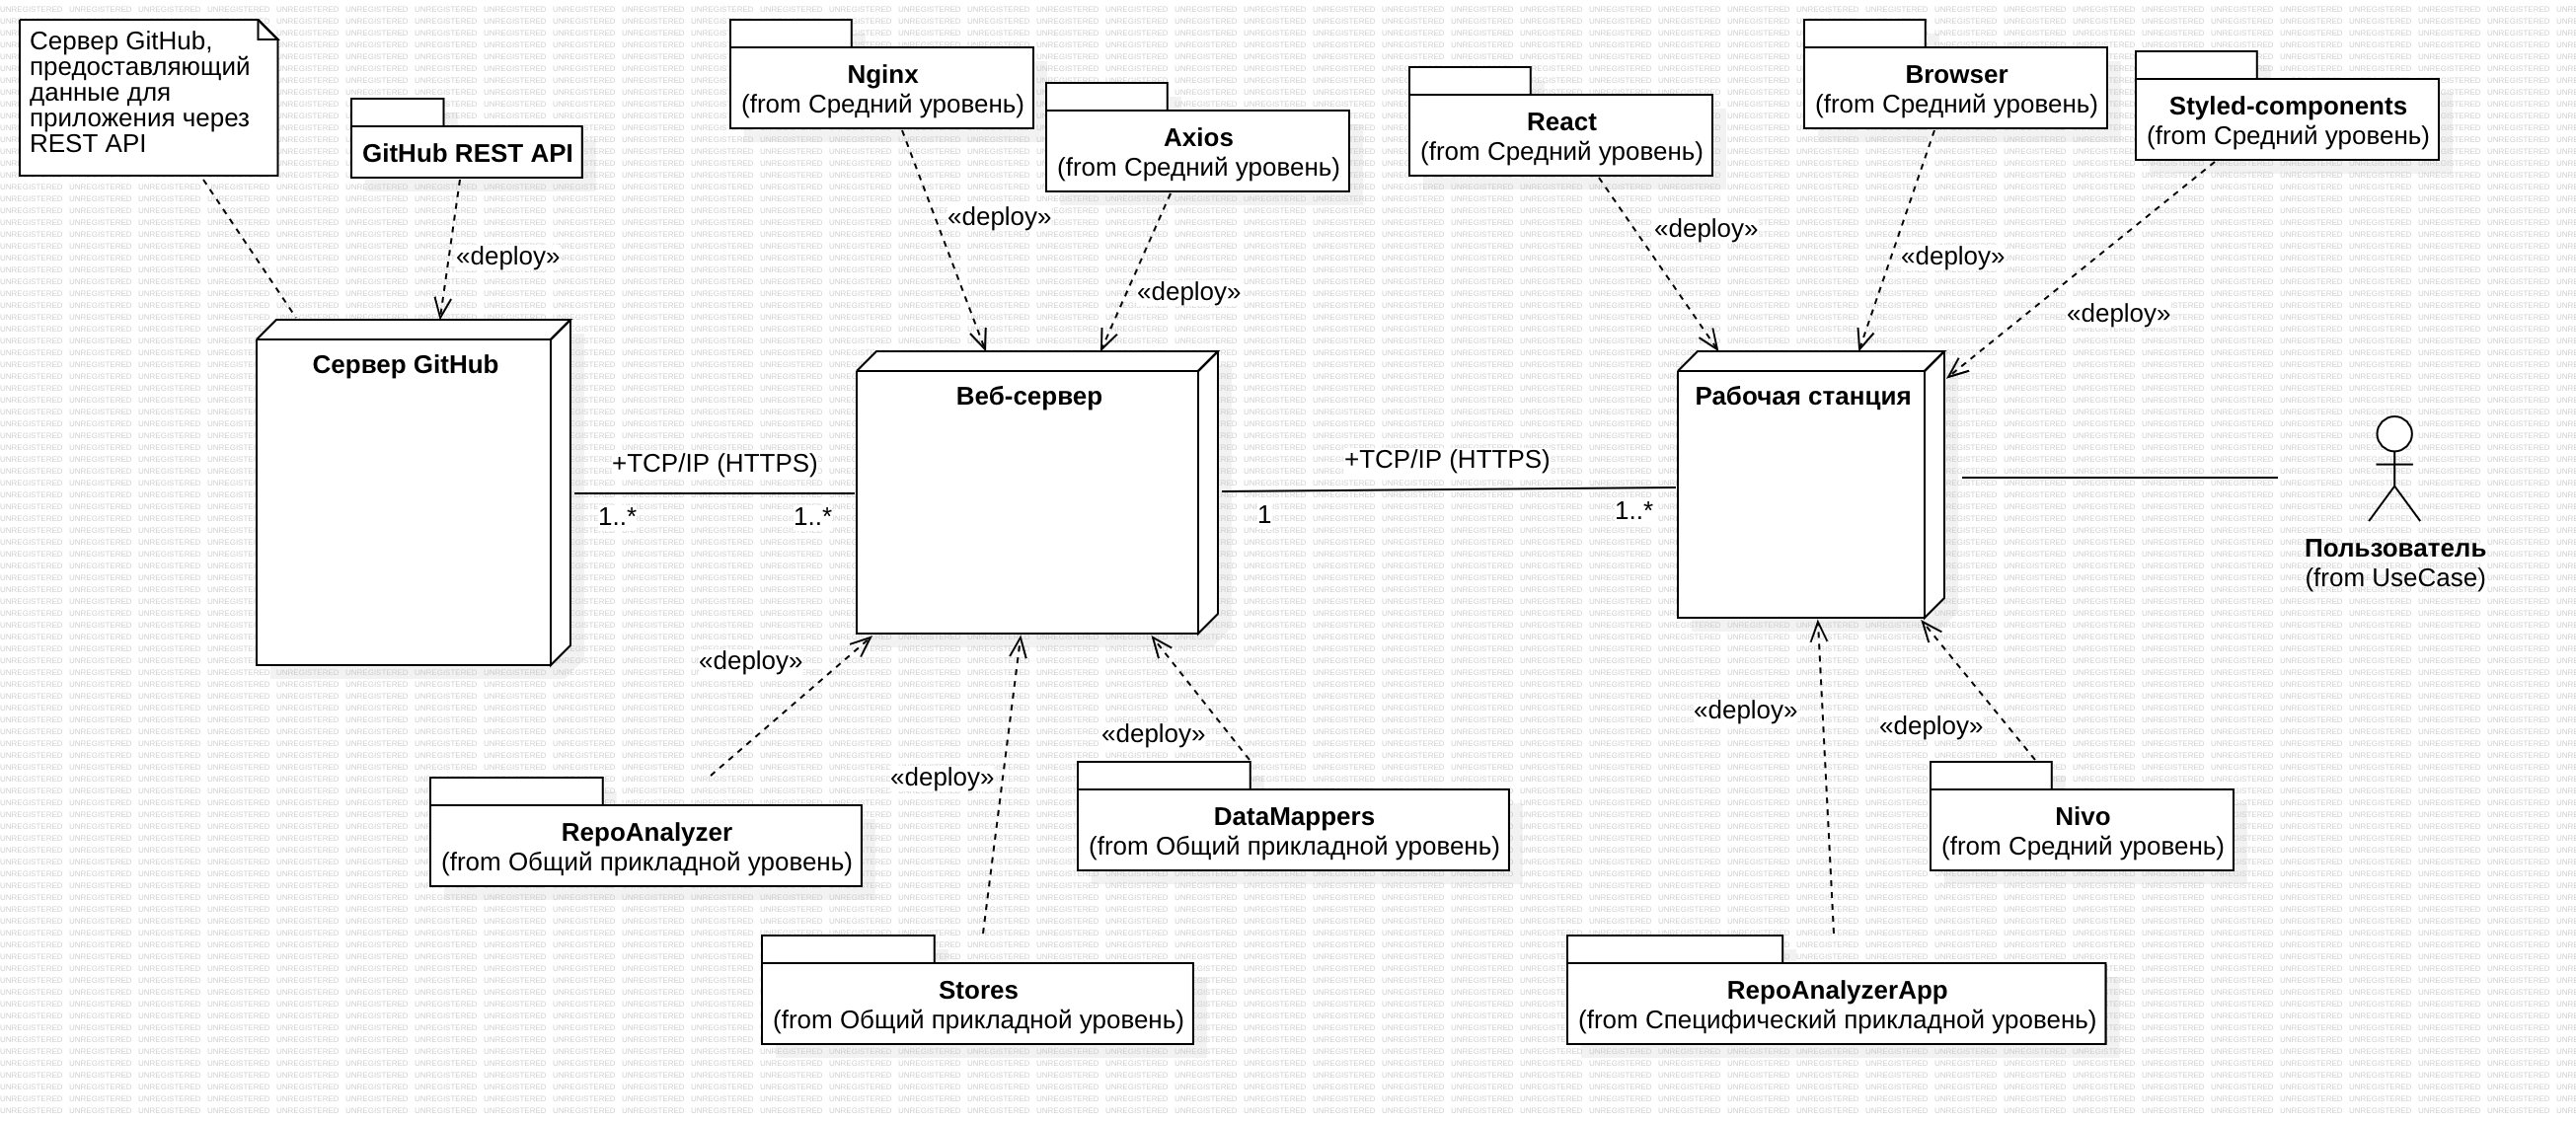 Сервер GitHub,
предоставляющий
данные для
приложения через
REST API
GitHub REST API
Nginx
(from Средний уровень)
Axios
(from Средний уровень)
React
(from Средний уровень)
Browser
(from Средний уровень)
Styled-components
(from Средний уровень)
«deploy»
«deploy»
«deploy»
«deploy»
«deploy»
«deploy»
Сервер GitHub
Веб-сервер
Рабочая станция
+TCP/IP (HTTPS)
1..*
1..*
+TCP/IP (HTTPS)
1
1..*
Пользователь
(from UseCase)
«deploy»
«deploy»
«deploy»
«deploy»
«deploy»
RepoAnalyzer
(from Общий прикладной уровень)
DataMappers
(from Общий прикладной уровень)
Nivo
(from Средний уровень)
Stores
(from Общий прикладной уровень)
RepoAnalyzerApp
(from Специфический прикладной уровень)
UNREGISTERED